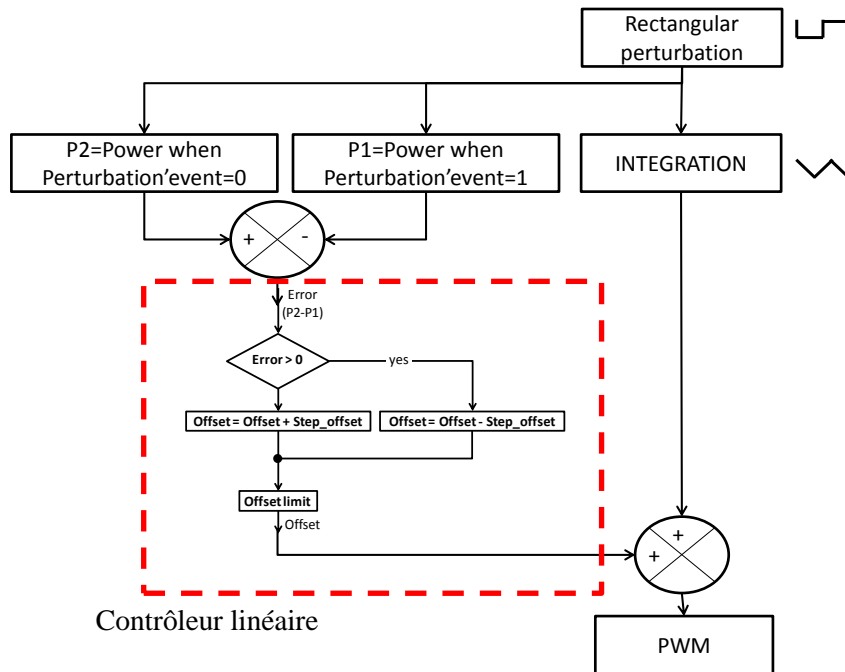 Rectangular
perturbation
P2=Power when
Perturbation’event=0
P1=Power when
Perturbation’event=1
INTEGRATION
+
-
Error
(P2-P1)
Error > 0
yes
Offset = Offset + Step_offset
Offset = Offset - Step_offset
Offset limit
Offset
+
+
Contrôleur linéaire
PWM